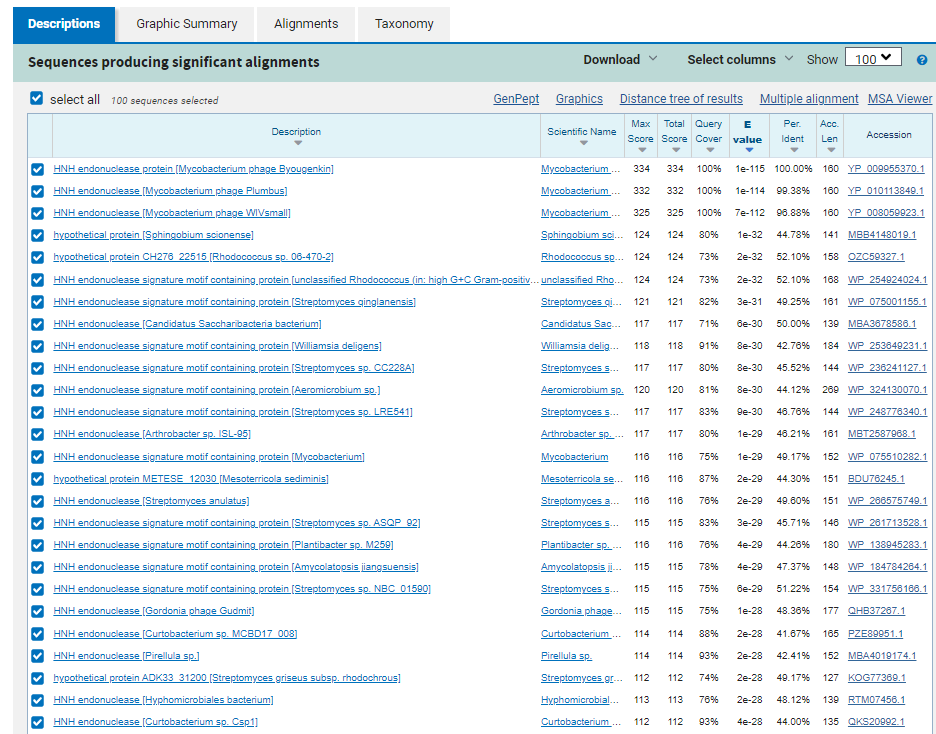 Descriptions Graphic Summary Alignments Taxonomy
Sequences producing significant alignments Download Select columns Show 100 ?
select all 100 sequences selected GenPept Graphics Distance tree of results Multiple alignment MSA Viewer
Description Scientific Name Max Score Total Score Query Cover E value Per. Ident Acc. Len Accession
HNH endonuclease protein [Mycobacterium phage Byougenkin] Mycobacterium ... 334 334 100% 1e-115 100.00% 160 YP_009955370.1
HNH endonuclease [Mycobacterium phage Plumbus] Mycobacterium ... 332 332 100% 1e-114 99.38% 160 YP_010113849.1
HNH endonuclease [Mycobacterium phage WIVsmall] Mycobacterium ... 325 325 100% 7e-112 96.88% 160 YP_008059923.1
hypothetical protein [Sphingobium scionense] Sphingobium sci... 124 124 80% 1e-32 44.78% 141 MBB4148019.1
hypothetical protein CH276_22515 [Rhodococcus sp. 06-470-2] Rhodococcus sp... 124 124 73% 2e-32 52.10% 158 OZC59327.1
HNH endonuclease signature motif containing protein [unclassified Rhodococcus (in: high G+C Gram-positiv... unclassified Rho... 124 124 73% 2e-32 52.10% 168 WP_254924024.1
HNH endonuclease signature motif containing protein [Streptomyces qinglanensis] Streptomyces qi... 121 121 82% 3e-31 49.25% 161 WP_075001155.1
HNH endonuclease [Candidatus Saccharibacteria bacterium] Candidatus Sac... 117 117 71% 6e-30 50.00% 139 MBA3678586.1
HNH endonuclease signature motif containing protein [Williamsia deligens] Williamsia delig... 118 118 91% 8e-30 42.76% 184 WP_253649231.1
HNH endonuclease signature motif containing protein [Streptomyces sp. CC228A] Streptomyces s... 117 117 80% 8e-30 45.52% 144 WP_236241127.1
HNH endonuclease signature motif containing protein [Aeromicrobium sp.] Aeromicrobium sp. 120 120 81% 8e-30 44.12% 269 WP_324130070.1
HNH endonuclease signature motif containing protein [Streptomyces sp. LRE541] Streptomyces s... 117 117 83% 9e-30 46.76% 144 WP_248776340.1
HNH endonuclease [Arthrobacter sp. ISL-95] Arthrobacter sp. ... 117 117 80% 1e-29 46.21% 161 MBT2587968.1
HNH endonuclease signature motif containing protein [Mycobacterium] Mycobacterium 116 116 75% 1e-29 49.17% 152 WP_075510282.1
hypothetical protein METESE_12030 [Mesoterricola sediminis] Mesoterricola se... 116 116 87% 2e-29 44.30% 151 BDU76245.1
HNH endonuclease [Streptomyces anulatus] Streptomyces a... 116 116 76% 2e-29 49.60% 151 WP_266575749.1
HNH endonuclease signature motif containing protein [Streptomyces sp. ASQP_92] Streptomyces s... 115 115 83% 3e-29 45.71% 146 WP_261713528.1
HNH endonuclease signature motif containing protein [Plantibacter sp. M259] Plantibacter sp. ... 116 116 76% 4e-29 44.26% 180 WP_138945283.1
HNH endonuclease signature motif containing protein [Amycolatopsis jiangsuensis] Amycolatopsis ji... 115 115 78% 4e-29 47.37% 148 WP_184784264.1
HNH endonuclease signature motif containing protein [Streptomyces sp. NBC_01590] Streptomyces s... 115 115 75% 6e-29 51.22% 154 WP_331756166.1
HNH endonuclease [Gordonia phage Gudmit] Gordonia phage... 115 115 75% 1e-28 48.36% 177 QHB37267.1
HNH endonuclease [Curtobacterium sp. MCBD17_008] Curtobacterium ... 114 114 88% 2e-28 41.67% 165 PZE89951.1
HNH endonuclease [Pirellula sp.] Pirellula sp. 114 114 93% 2e-28 42.41% 152 MBA4019174.1
hypothetical protein ADK33_31200 [Streptomyces griseus subsp. rhodochrous] Streptomyces gr... 112 112 74% 2e-28 49.17% 127 KOG77369.1
HNH endonuclease [Hyphomicrobiales bacterium] Hyphomicrobial... 113 113 76% 2e-28 48.12% 139 RTM07456.1
HNH endonuclease [Curtobacterium sp. Csp1] Curtobacterium ... 112 112 93% 4e-28 44.00% 135 QKS20992.1